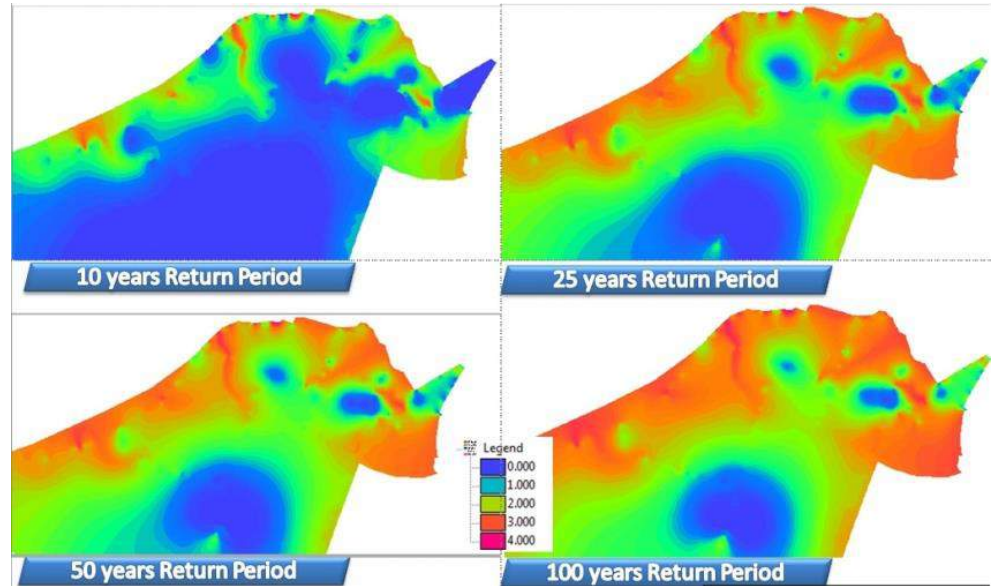 10 years Return Period
25 years Return Period
Legend
0.000
1.000
2.000
3.000
4.000
50 years Return Period
100 years Return Period